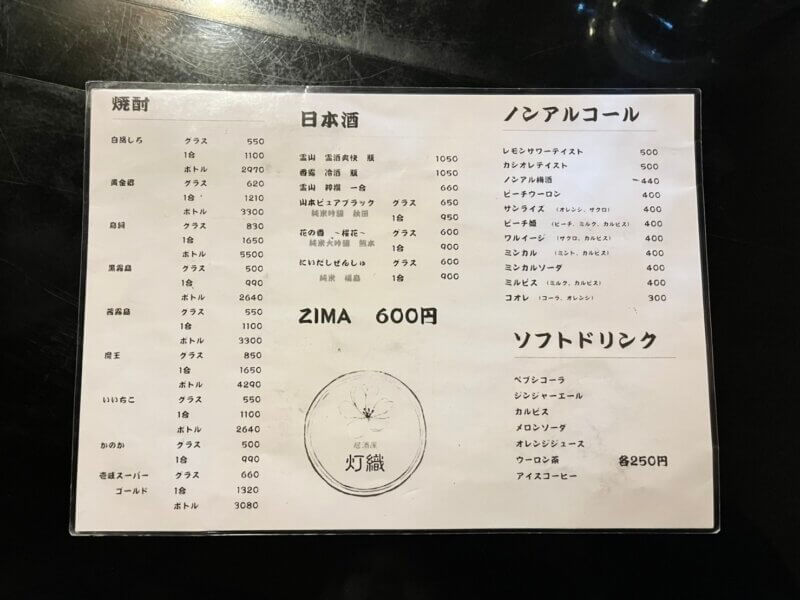 焼酎
白岳しろ グラス 550
1合 1100
ボトル 2970
黄金郷 グラス 620
1合 1210
ボトル 3300
鳥飼 グラス 830
1合 1650
ボトル 5500
黒霧島 グラス 500
1合 990
ボトル 2640
茜霧島 グラス 550
1合 1100
ボトル 3300
魔王 グラス 850
1合 1650
ボトル 4290
いいちこ グラス 550
1合 1100
ボトル 2640
かのか グラス 500
1合 990
壱岐スーパー グラス 660
ゴールド 1合 1320
ボトル 3080
日本酒
霊山 霊酒爽快 瓶 1050
香露 冷酒 瓶 1050
霊山 粋撰 一合 660
山本ピュアブラック グラス 650
純米吟醸 秋田 1合 950
花の香 ~桜花~ グラス 600
純米大吟醸 熊本 1合 900
にいだしぜんしゅ グラス 600
純米 福島 1合 900
ZIMA 600円
居酒屋
灯織
ノンアルコール
レモンサワーテイスト 500
カシオレテイスト 500
ノンアル梅酒 440
ピーチウーロン 400
サンライズ (オレンジ、ザクロ) 400
ピーチ姫 (ピーチ、ミルク、カルピス) 400
ワルイージ (ザクロ、カルピス) 400
ミンカル (ミント、カルピス) 400
ミンカルソーダ 400
ミルピス (ミルク、カルピス) 400
コオレ (コーラ、オレンジ) 300
ソフトドリンク
ペプシコーラ
ジンジャーエール
カルピス
メロンソーダ
オレンジジュース
ウーロン茶 各250円
アイスコーヒー